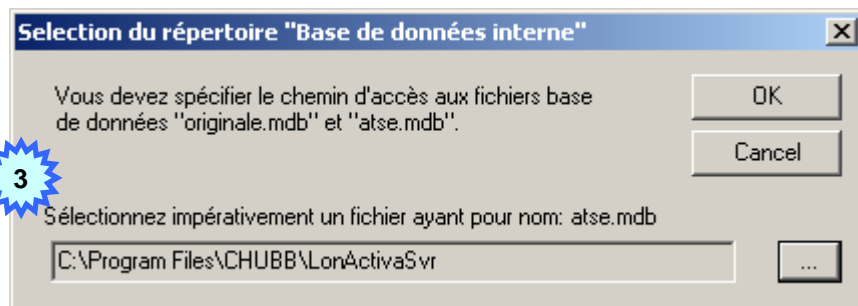 Selection du répertoire "Base de données interne"
Vous devez spécifier le chemin d'accès aux fichiers base
de données "originale.mdb" et "atse.mdb".
OK
Cancel
3
Sélectionnez impérativement un fichier ayant pour nom: atse.mdb
C:\Program Files\CHUBB\LonActivaSvr
...